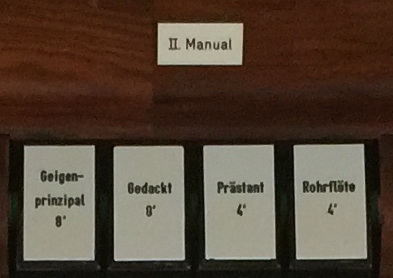 II. Manual
Geigen-
prinzipal
8'
Gedackt
8'
Prästant
4'
Rohrflöte
4'